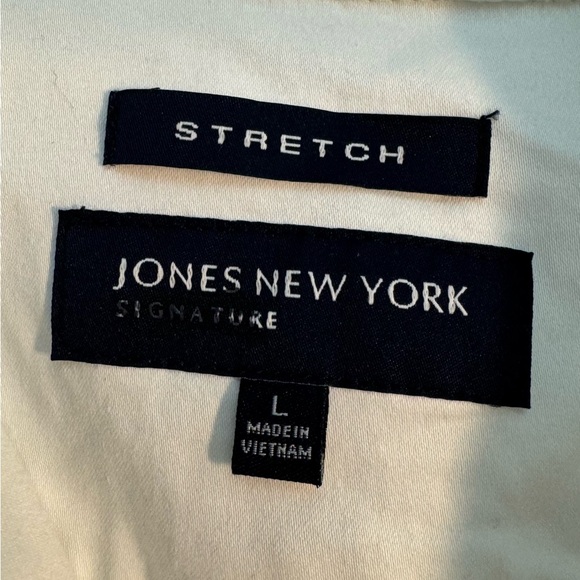 STRETCH
JONES NEW YORK
SIGNATURE
L
MADE IN
VIETNAM